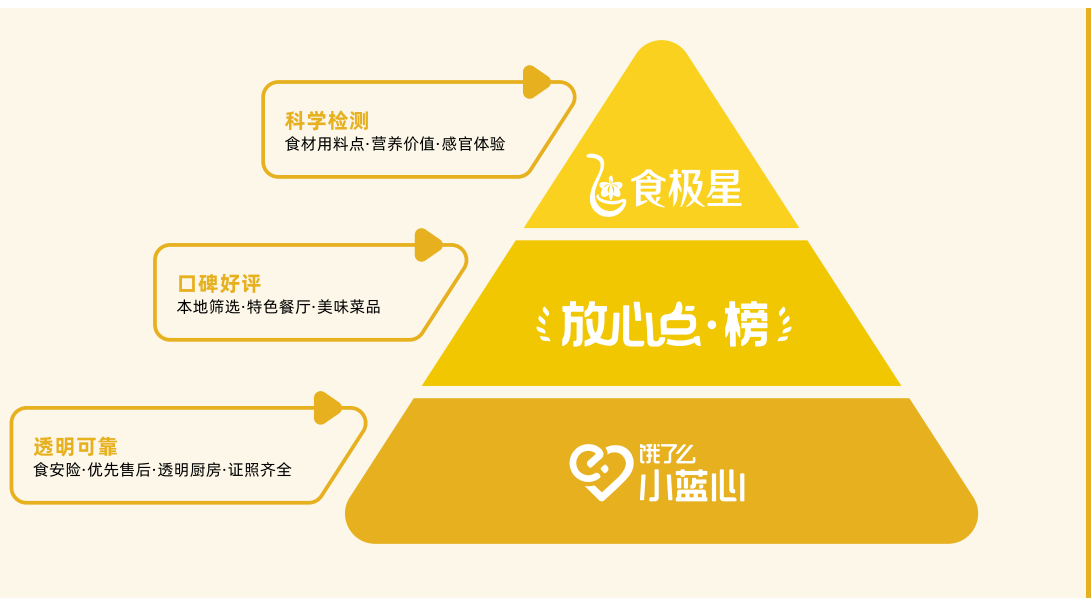 科学检测
食材用料点·营养价值·感官体验
食极星
口碑好评
本地筛选·特色餐厅·美味菜品
放心点·榜
透明可靠
食安险·优先售后·透明厨房·证照齐全
饿了么
小蓝心